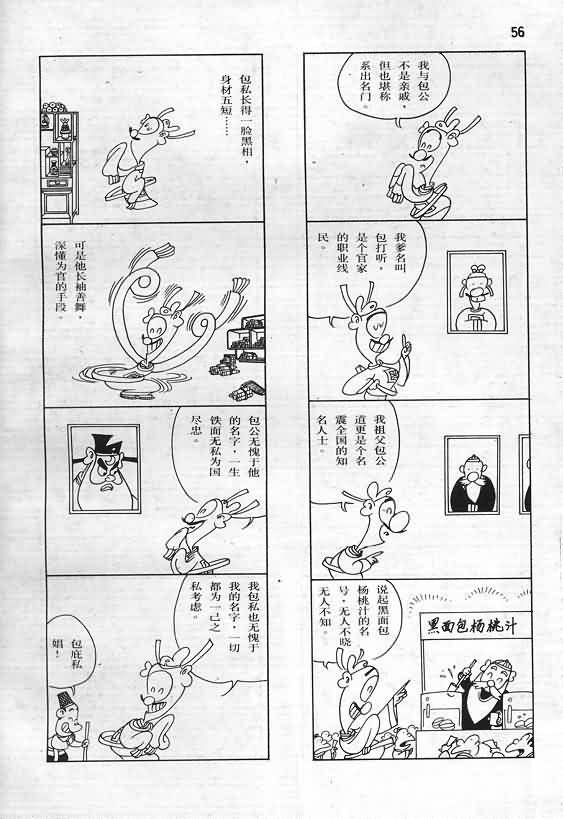 56
我与包公
不是亲戚，
但也堪称
系出名门。
我爹名叫
包打听，
是个官家
的职业线
民。
我祖父包公
道更是个名
震全国的知
名人士。
说起黑面包
杨桃汁的名
号，无人不晓
无人不知。
黑面包杨桃汁
包私长得一脸黑相，
身材五短……
可是他长袖善舞，
深懂为官的手段。
包公无愧于他
的名字，一生
铁面无私为国
尽忠。
我包私也无愧于
我的名字，一切
都为一己之
私考虑。
包庇私
娼！